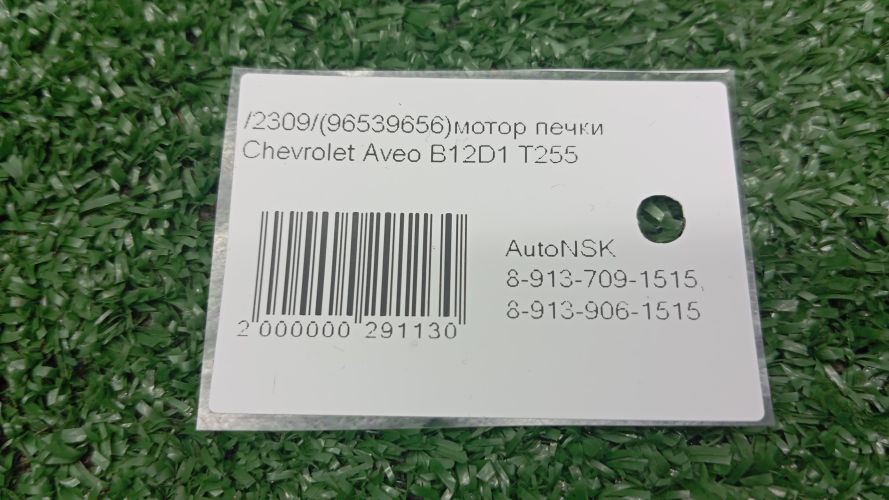 /2309/(96539656)мотор печки
Chevrolet Aveo B12D1 T255
AutoNSK
8-913-709-1515,
8-913-906-1515
2 000000 291130